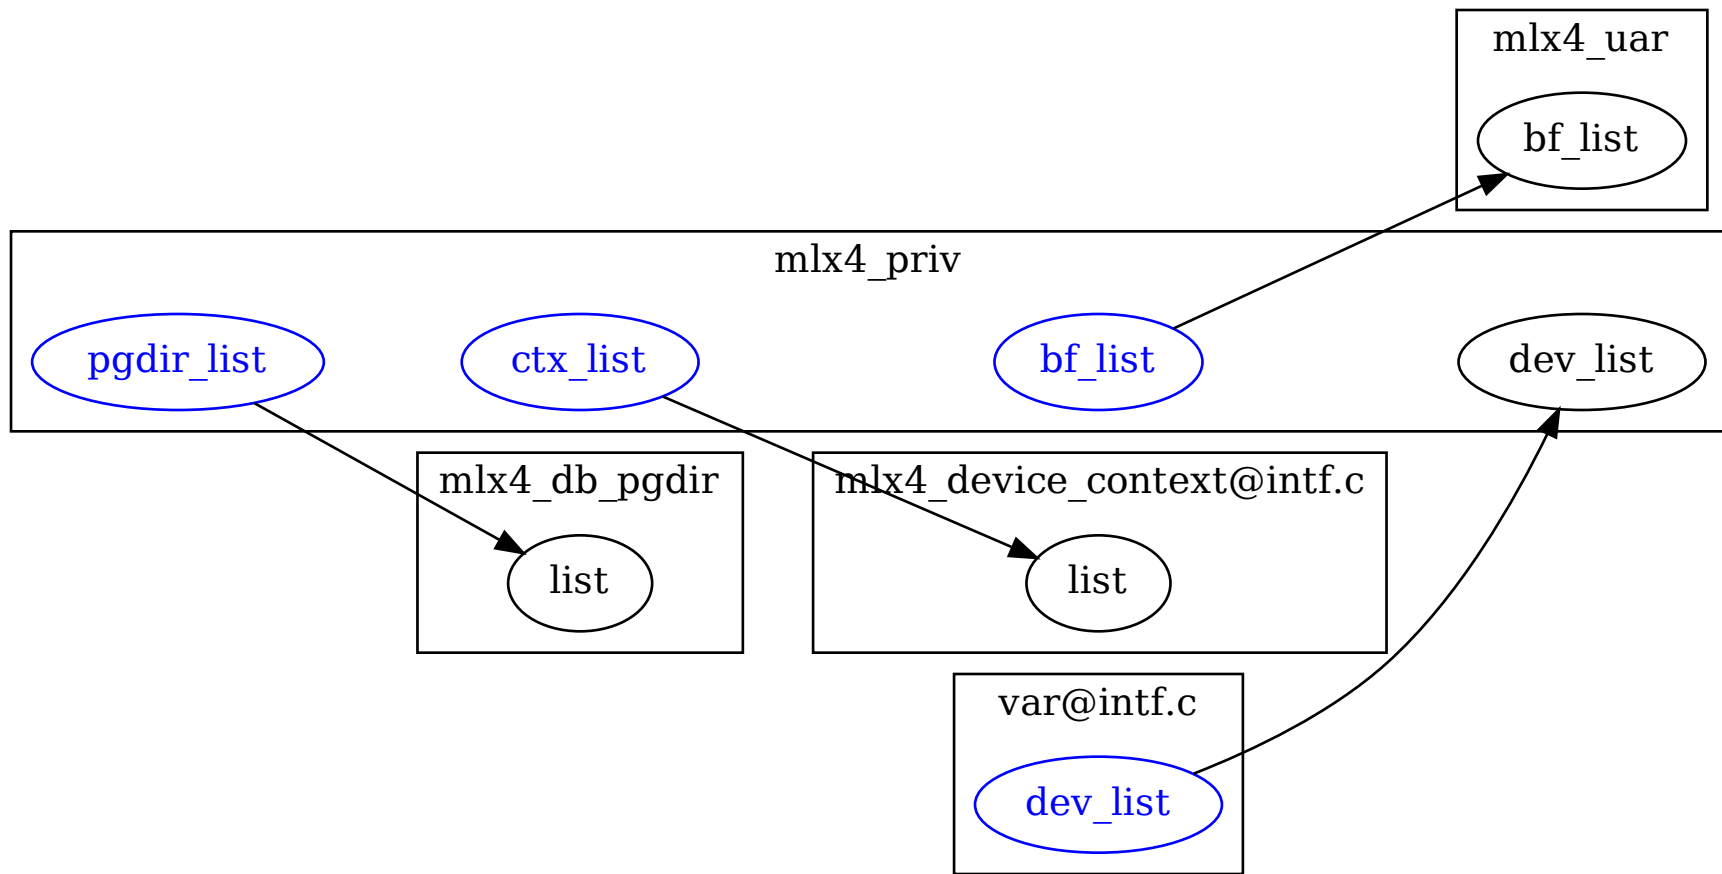 mlx4_uar
bf_list
mlx4_priv
pgdir_list
ctx_list
bf_list
dev_list
mlx4_db_pgdir
mlx4_device_context@intf.c
list
list
var@intf.c
dev_list